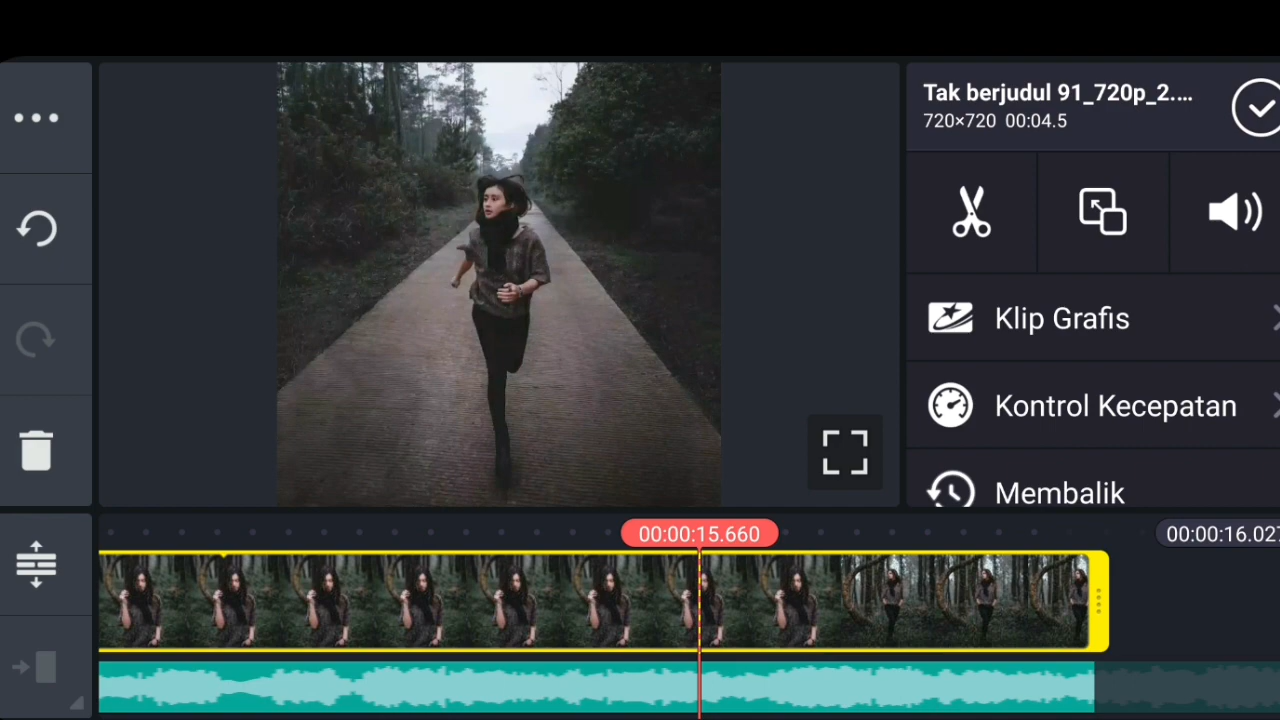 Tak berjudul 91_720p_2....
720×720 00:04.5
Klip Grafis
Kontrol Kecepatan
Membalik
00:00:15.660
00:00:16.027